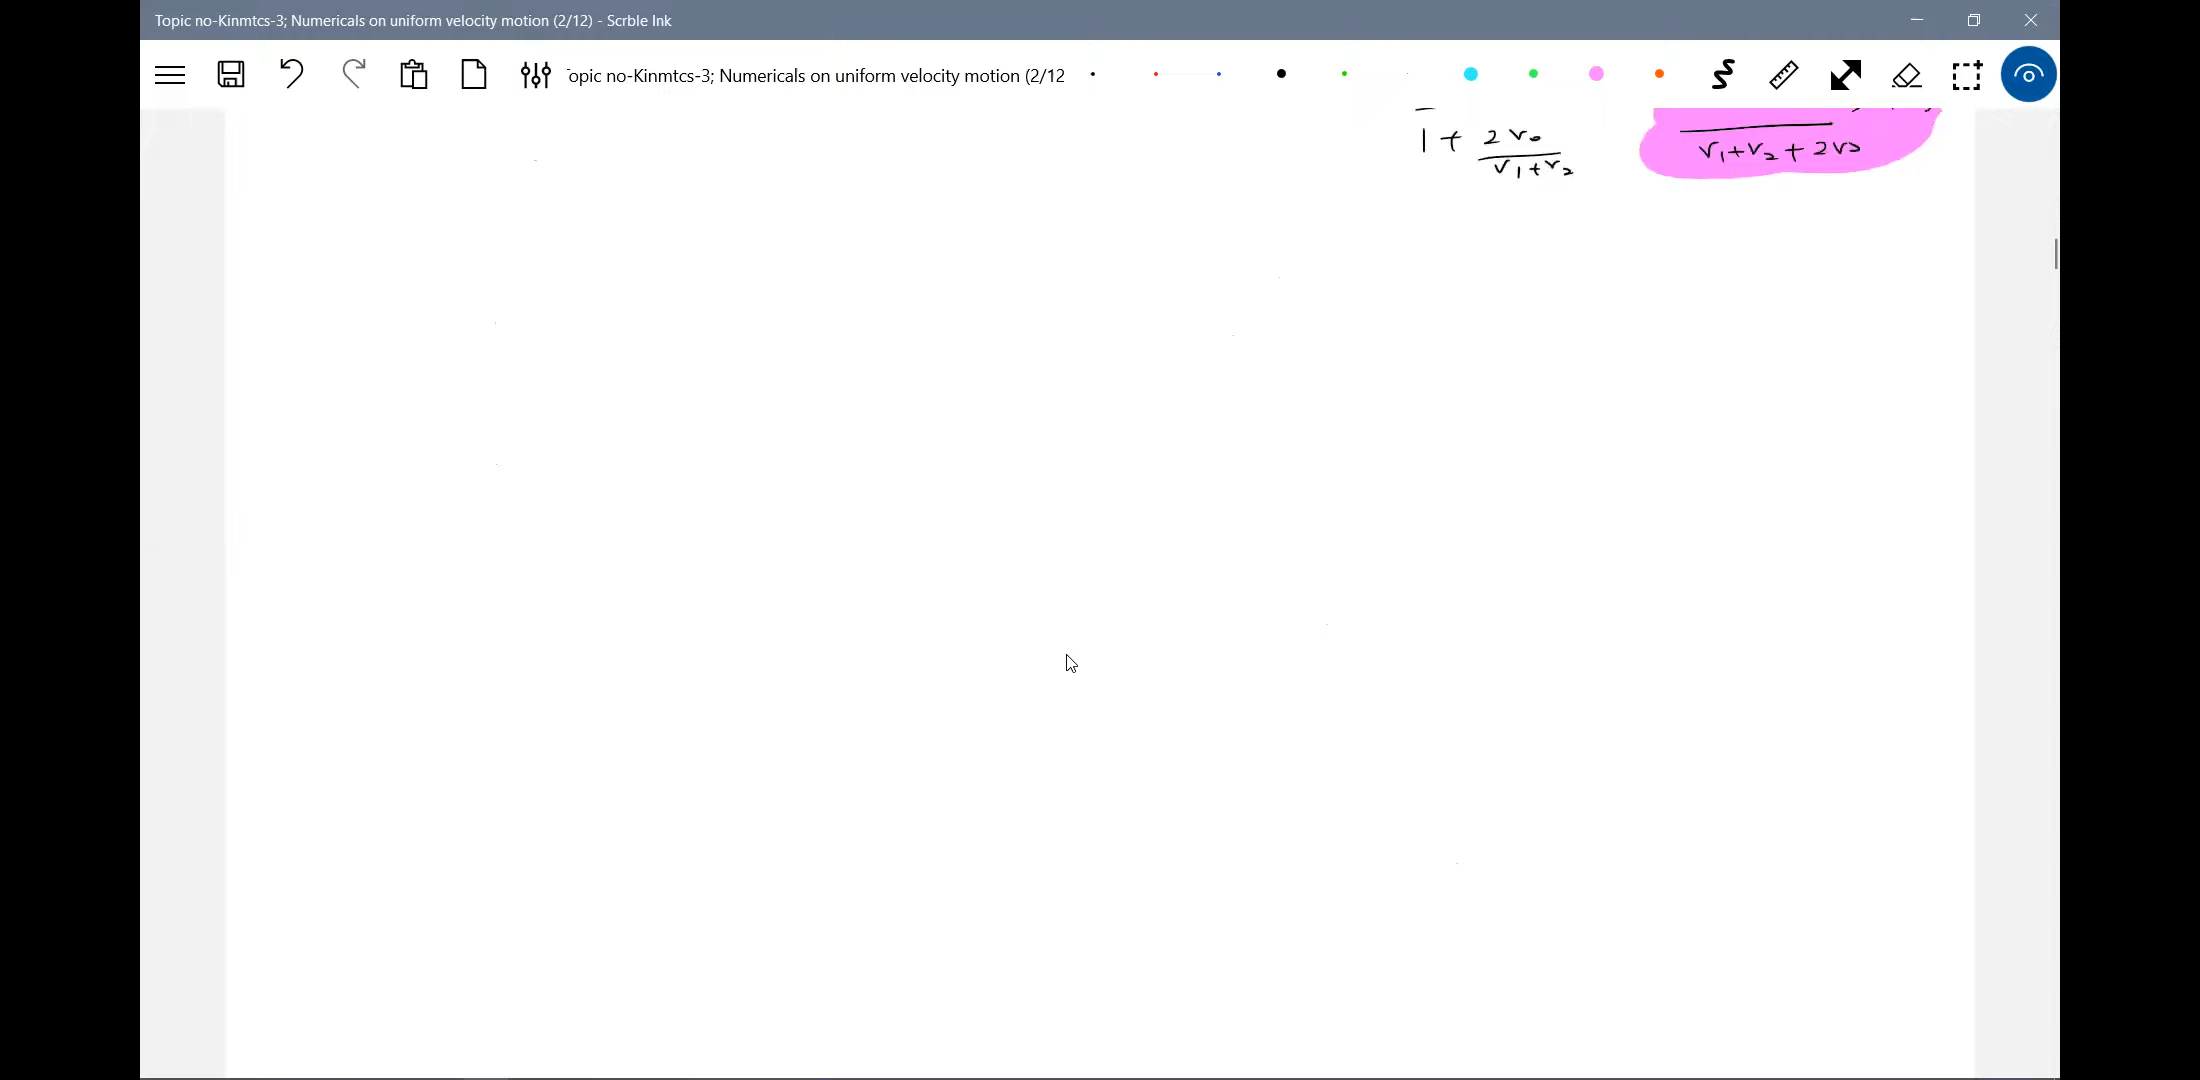 Topic no-Kinmtcs-3; Numericals on uniform velocity motion (2/12) - Scrble Ink
Topic no-Kinmtcs-3; Numericals on uniform velocity motion (2/12
1 + 2v₀
v₁+v₂
v₁+v₂ + 2v₀